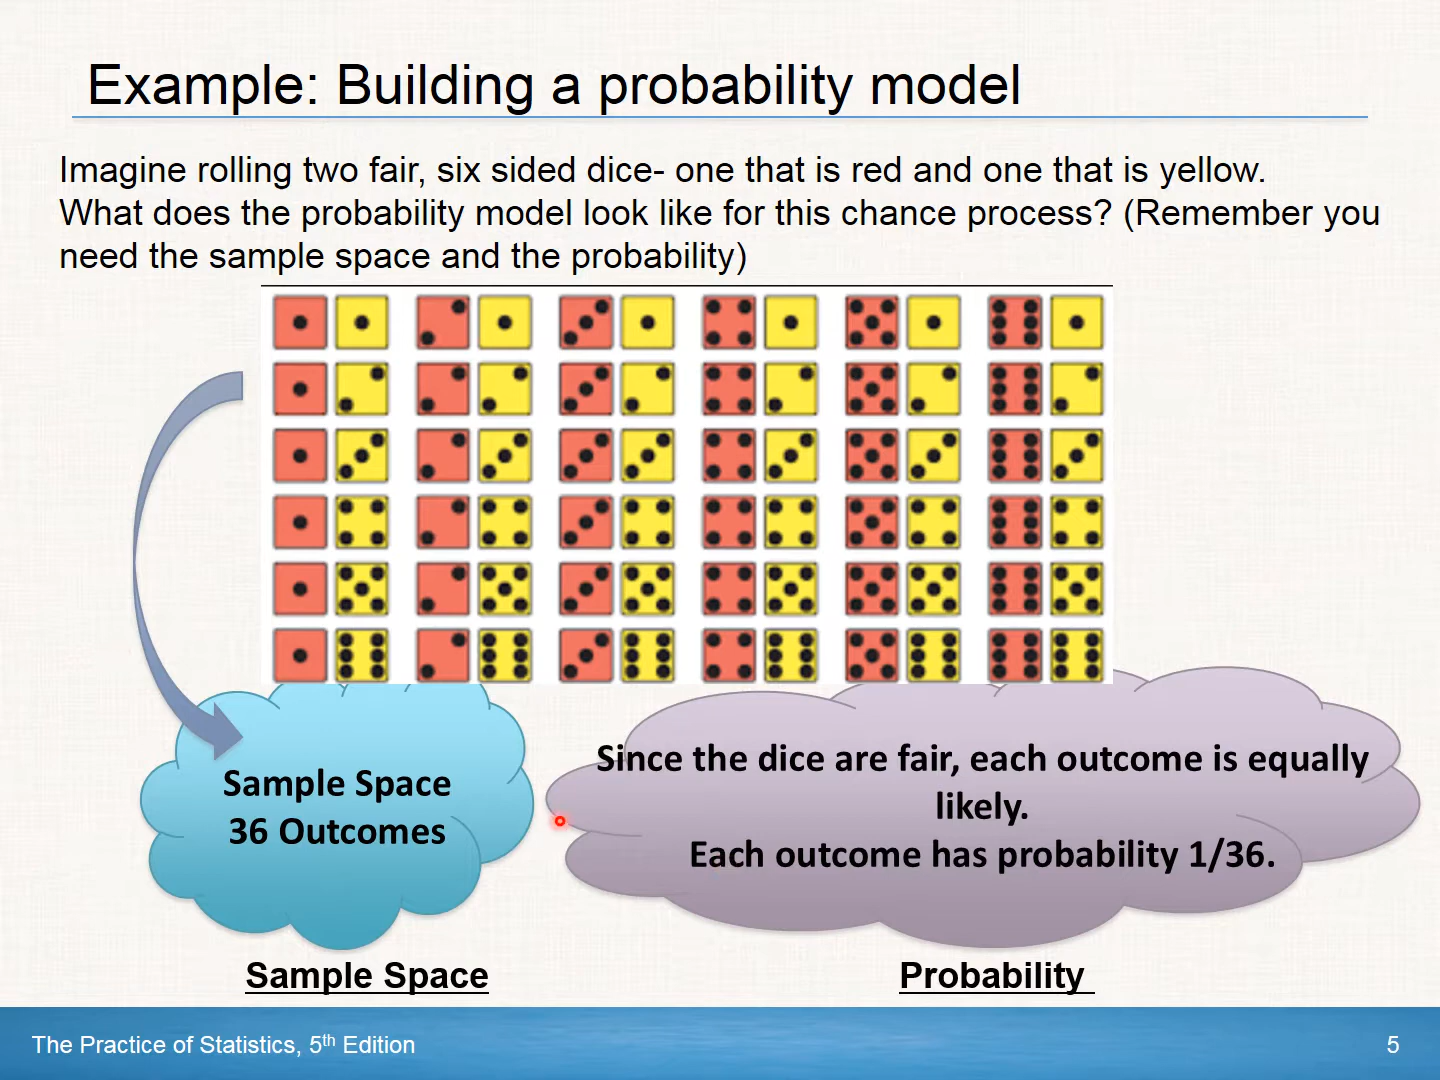 Example: Building a probability model
Imagine rolling two fair, six sided dice- one that is red and one that is yellow.
What does the probability model look like for this chance process? (Remember you
need the sample space and the probability)
Sample Space
36 Outcomes
Since the dice are fair, each outcome is equally
likely.
Each outcome has probability 1/36.
Sample Space
Probability
The Practice of Statistics, 5th Edition
5